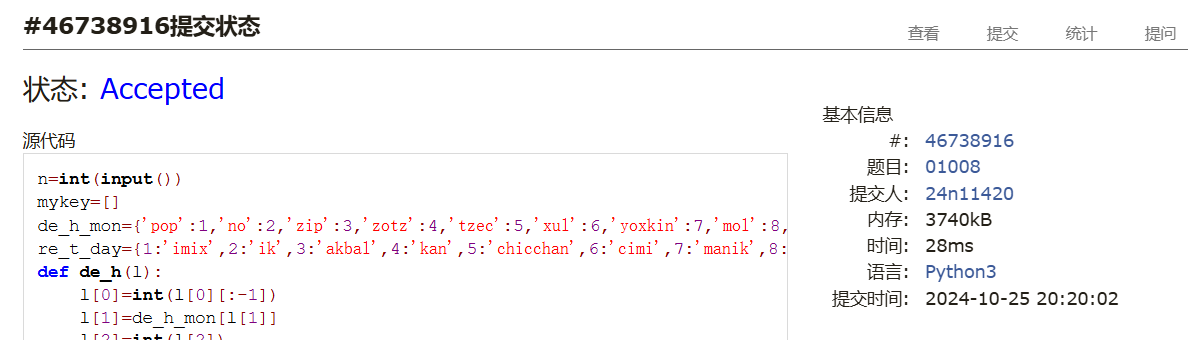 #46738916提交状态
查看 提交 统计 提问
状态: Accepted
源代码
n=int(input())
mykey=[]
de_h_mon={'pop':1,'no':2,'zip':3,'zotz':4,'tzec':5,'xul':6,'yoxkin':7,'mol':8,
re_t_day={1:'imix',2:'ik',3:'akbal',4:'kan',5:'chicchan',6:'cimi',7:'manik',8:
def de_h(l):
    l[0]=int(l[0][:-1])
    l[1]=de_h_mon[l[1]]
    l[2]=int(l[2])
基本信息
#: 46738916
题目: 01008
提交人: 24n11420
内存: 3740kB
时间: 28ms
语言: Python3
提交时间: 2024-10-25 20:20:02